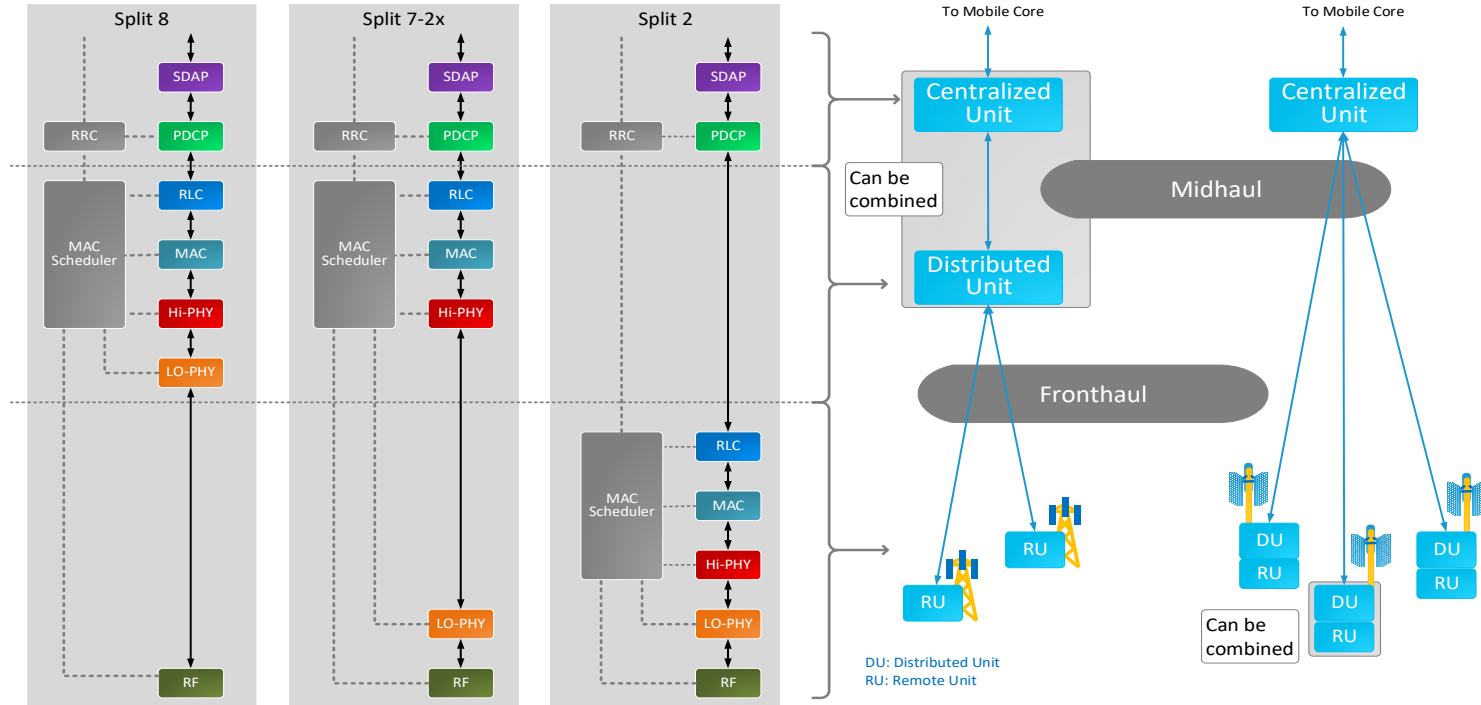 Split 8
SDAP
RRC
PDCP
RLC
MAC
Scheduler
MAC
Hi-PHY
LO-PHY
RF
Split 7-2x
SDAP
RRC
PDCP
RLC
MAC
Scheduler
MAC
Hi-PHY
LO-PHY
RF
Split 2
SDAP
RRC
PDCP
RLC
MAC
Scheduler
MAC
Hi-PHY
LO-PHY
RF
To Mobile Core
Centralized
Unit
Can be
combined
Distributed
Unit
To Mobile Core
Centralized
Unit
Midhaul
Fronthaul
RU
RU
DU
RU
DU
RU
DU
RU
Can be
combined
DU: Distributed Unit
RU: Remote Unit